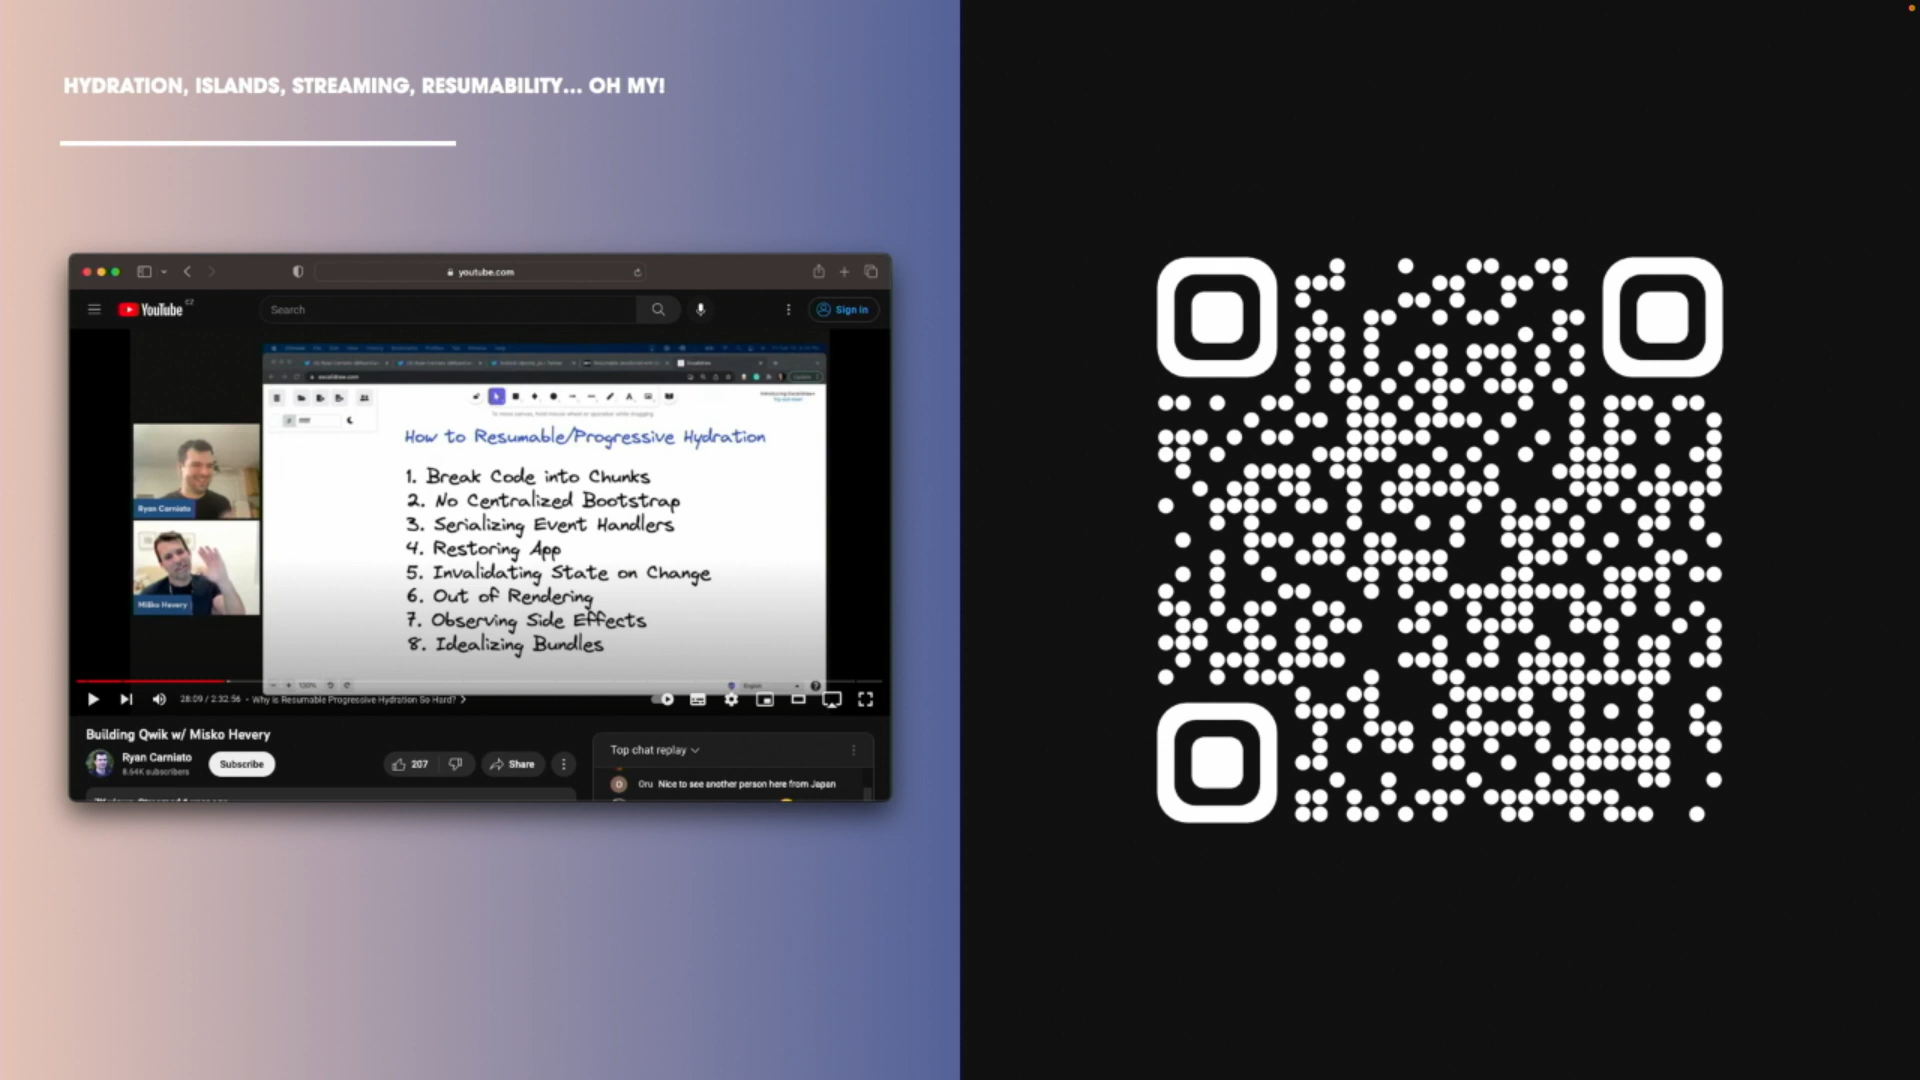 HYDRATION, ISLANDS, STREAMING, RESUMABILITY... OH MY!
youtube.com
YouTube CZ
Search
Sign in
How to Resumable/Progressive Hydration
1. Break Code into Chunks
2. No Centralized Bootstrap
3. Serializing Event Handlers
4. Restoring App
5. Invalidating State on Change
6. Out of Rendering
7. Observing Side Effects
8. Idealizing Bundles
Ryan Carniato
Miško Hevery
100%
English
28:09 / 2:32:56 • Why is Resumable Progressive Hydration So Hard?
Building Qwik w/ Misko Hevery
Ryan Carniato
8.64K subscribers
Subscribe
207
Share
Top chat replay
Oru Nice to see another person here from Japan